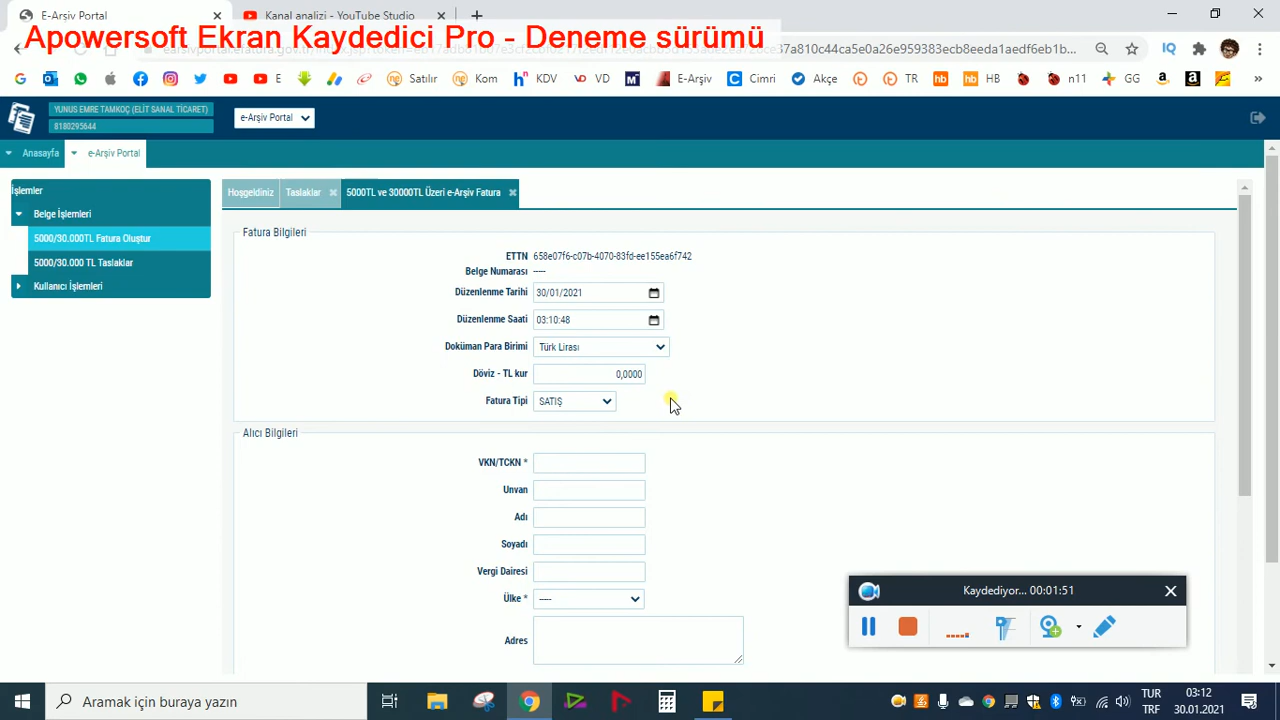 E-Arşiv Portal
Kanal analizi - YouTube Studio
Apowersoft Ekran Kaydedici Pro - Deneme sürümü
E
Satılır
Kom
KDV
VD
E-Arşiv
Cimri
Akçe
TR
HB
n11
GG
YUNUS EMRE TAMKOÇ (ELİT SANAL TİCARET)
8180295644
e-Arşiv Portal
Anasayfa
e-Arşiv Portal
İşlemler
Belge İşlemleri
5000/30.000TL Fatura Oluştur
5000/30.000 TL Taslaklar
Kullanıcı İşlemleri
Hoşgeldiniz
Taslaklar
5000TL ve 30000TL Üzeri e-Arşiv Fatura
Fatura Bilgileri
ETTN 658e07f6-c07b-4070-83fd-ee155ea6f742
Belge Numarası -----
Düzenlenme Tarihi 30/01/2021
Düzenlenme Saati 03:10:48
Doküman Para Birimi Türk Lirası
Döviz - TL kur 0,0000
Fatura Tipi SATIŞ
Alıcı Bilgileri
VKN/TCKN *
Unvan
Adı
Soyadı
Vergi Dairesi
Ülke * -----
Adres
Kaydediyor... 00:01:51
Aramak için buraya yazın
TUR
TRF
03:12
30.01.2021